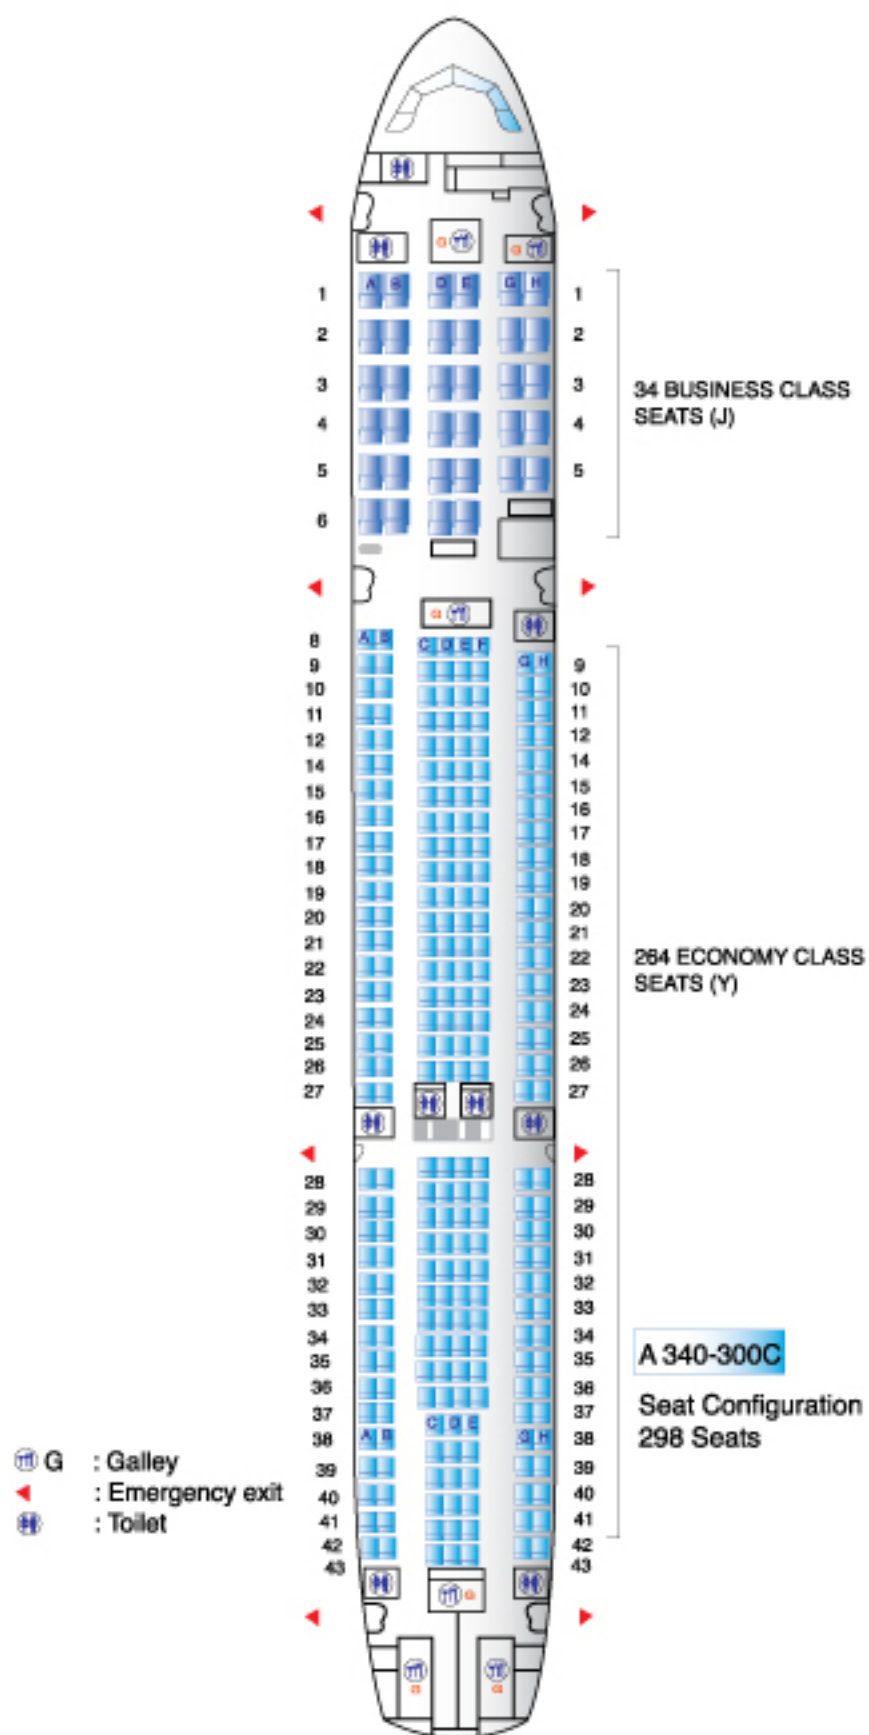 G
G
A B D E G H
1 1
2 2
3 3
34 BUSINESS CLASS
SEATS (J)
4 4
5 5
6
G
8 A B C D E F
G H
9 9
10 10
11 11
12 12
14 14
15 15
16 16
17 17
18 18
19 19
20 20
21 21
22 22
264 ECONOMY CLASS
SEATS (Y)
23 23
24 24
25 25
26 26
27 27
28 28
29 29
30 30
31 31
32 32
33 33
34 34
35 35
A 340-300C
36 36
37 37
Seat Configuration
298 Seats
C D E
38 A B G H 38
39 39
40 40
41 41
42 42
43 43
G : Galley
: Emergency exit
: Toilet
G
G
G